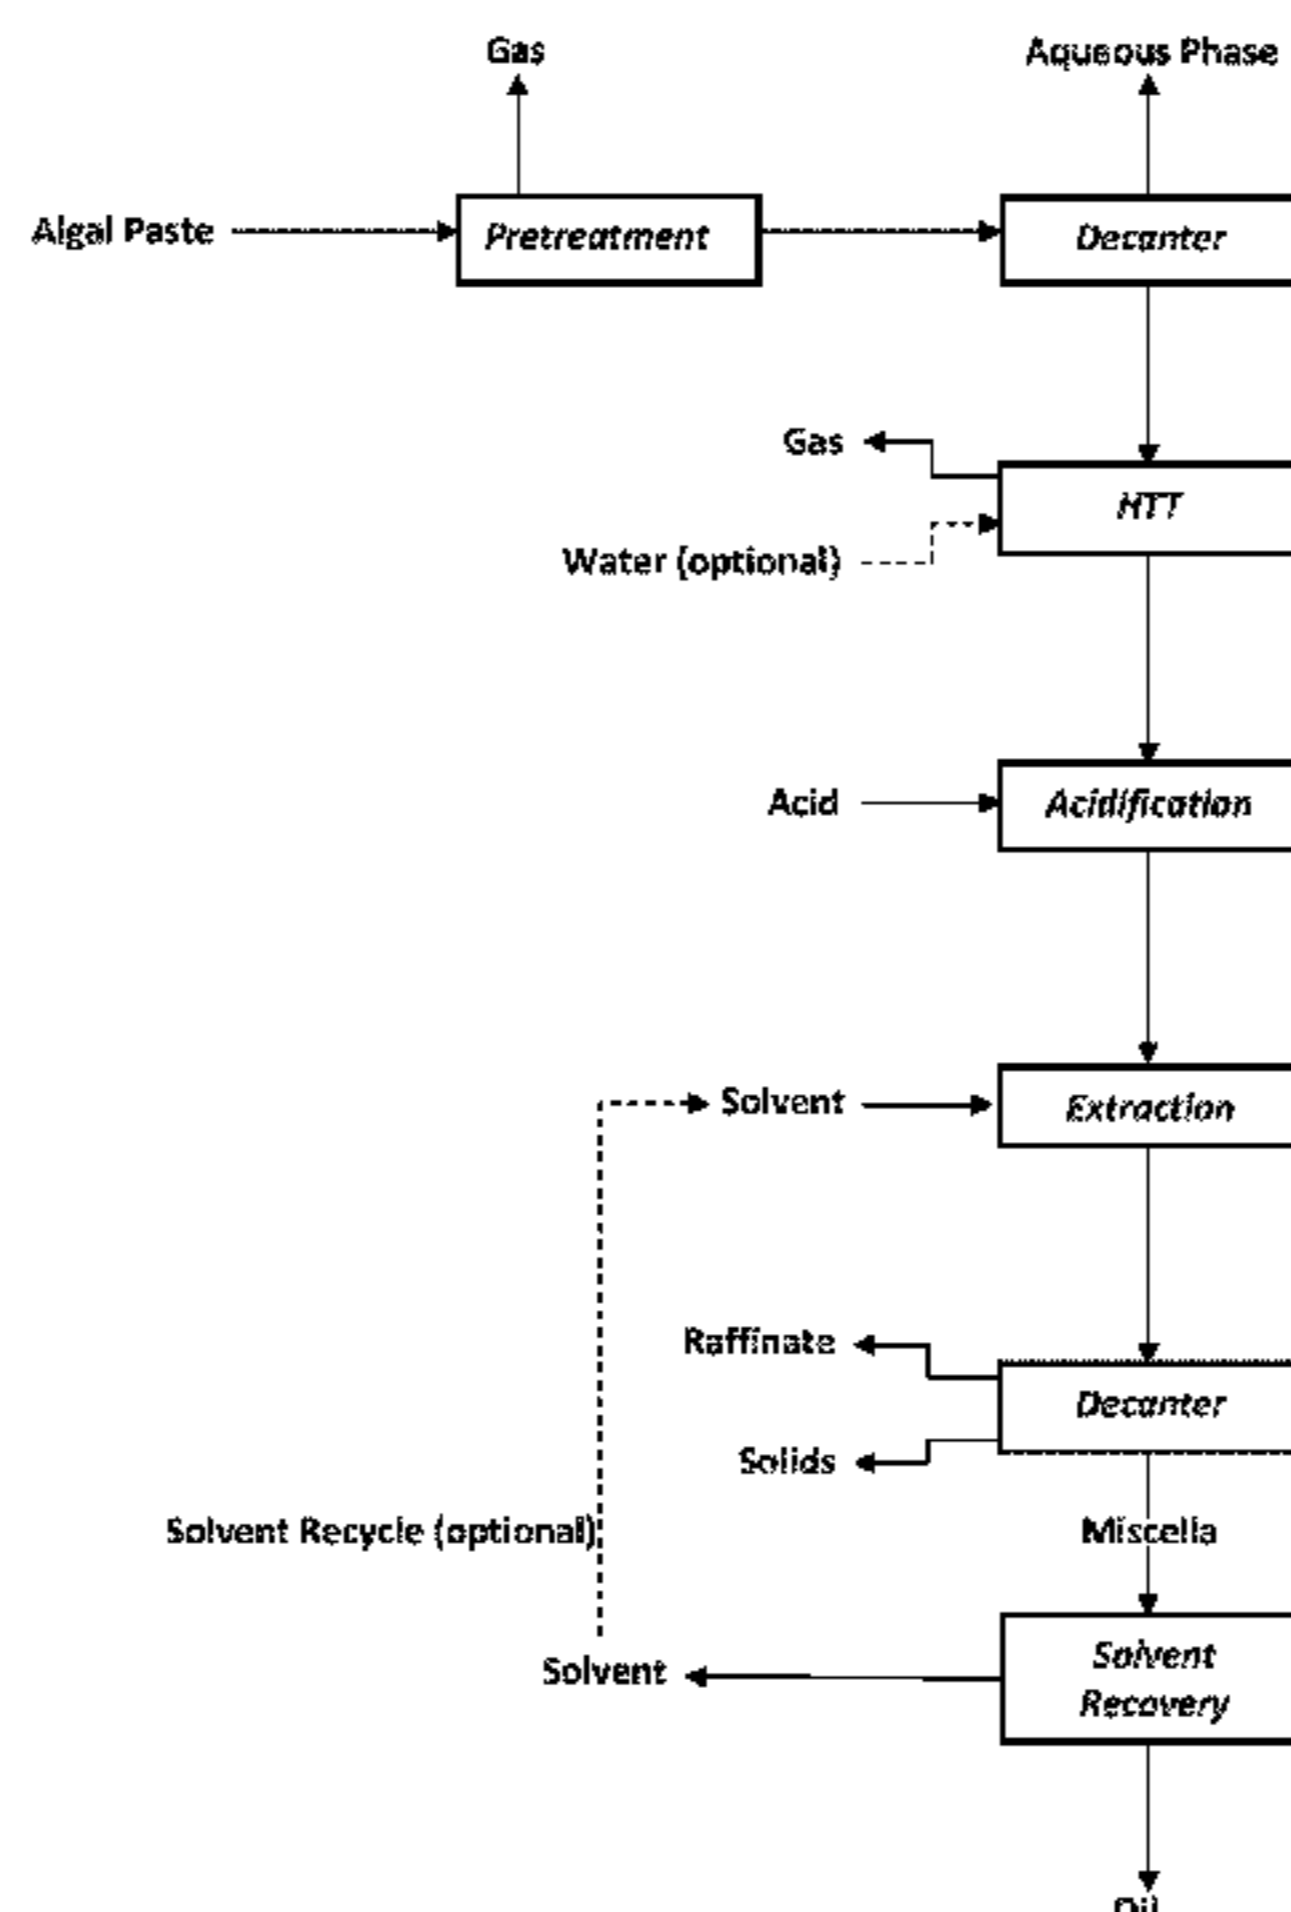 Gas
Aqueous Phase
Algal Paste
Pretreatment
Decanter
Gas
HTT
Water (optional)
Acid
Acidification
Solvent
Extraction
Raffinate
Decanter
Solids
Solvent Recycle (optional)
Miscella
Solvent
Recovery
Solvent
Oil